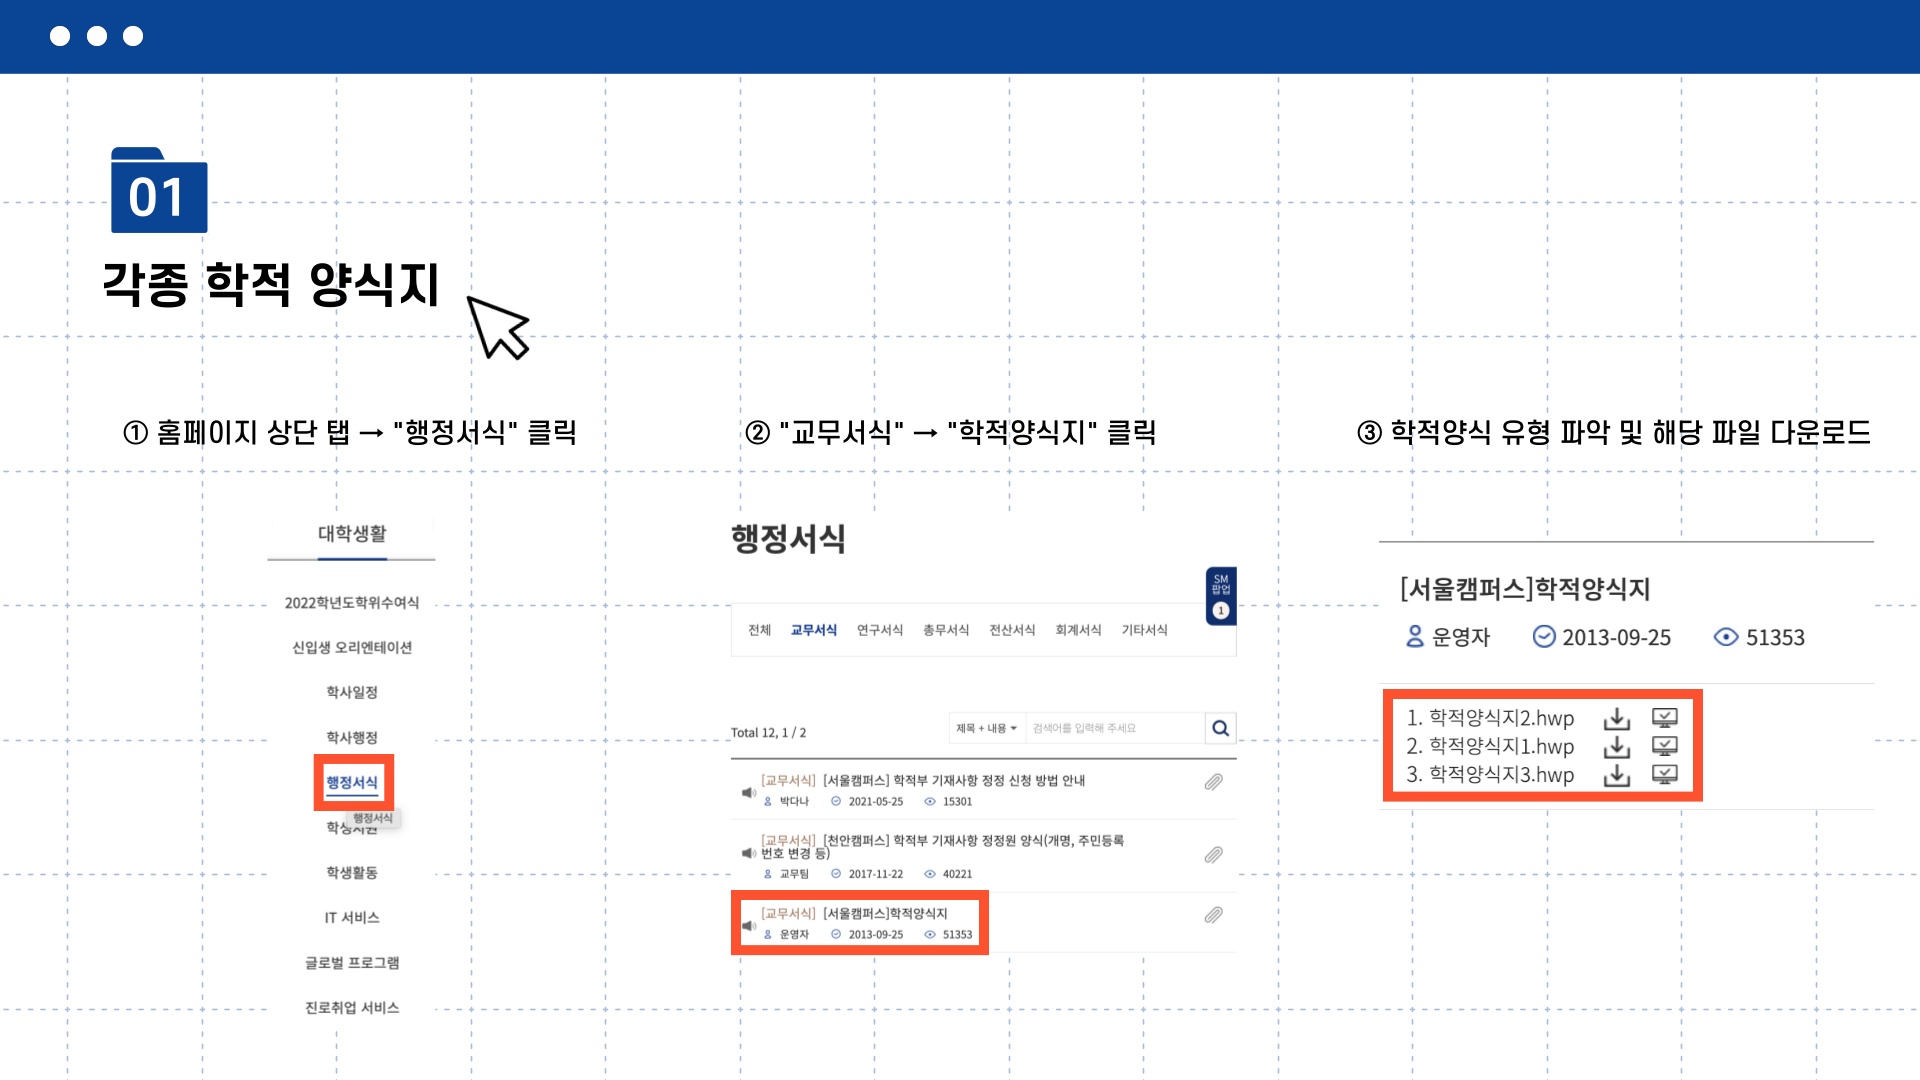 01
각종 학적 양식지
① 홈페이지 상단 탭 → "행정서식" 클릭
대학생활
2022학년도학위수여식
신입생 오리엔테이션
학사일정
학사행정
행정서식
행정서식
학생지원
학생활동
IT 서비스
글로벌 프로그램
진로취업 서비스
② "교무서식" → "학적양식지" 클릭
행정서식
SM
팝업
1
전체 교무서식 연구서식 총무서식 전산서식 회계서식 기타서식
Total 12, 1 / 2
제목 + 내용 검색어를 입력해 주세요
[교무서식] [서울캠퍼스] 학적부 기재사항 정정 신청 방법 안내
박다나 2021-05-25 15301
[교무서식] [천안캠퍼스] 학적부 기재사항 정정원 양식(개명, 주민등록
번호 변경 등)
교무팀 2017-11-22 40221
[교무서식] [서울캠퍼스]학적양식지
운영자 2013-09-25 51353
③ 학적양식 유형 파악 및 해당 파일 다운로드
[서울캠퍼스]학적양식지
운영자 2013-09-25 51353
1. 학적양식지2.hwp
2. 학적양식지1.hwp
3. 학적양식지3.hwp